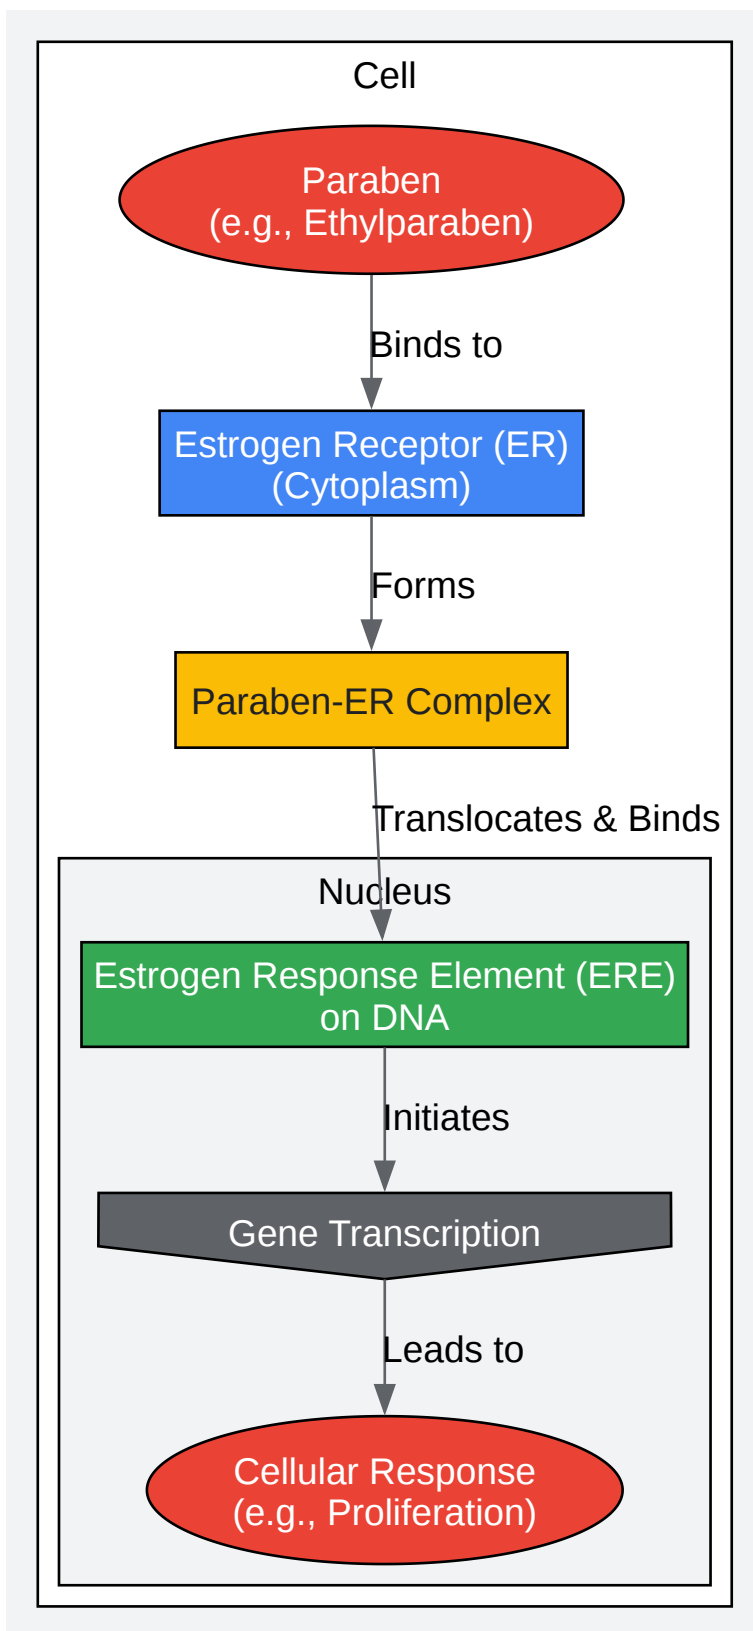 Cell
Paraben
(e.g., Ethylparaben)
Binds to
Estrogen Receptor (ER)
(Cytoplasm)
Forms
Paraben-ER Complex
Translocates & Binds
Nucleus
Estrogen Response Element (ERE)
on DNA
Initiates
Gene Transcription
Leads to
Cellular Response
(e.g., Proliferation)